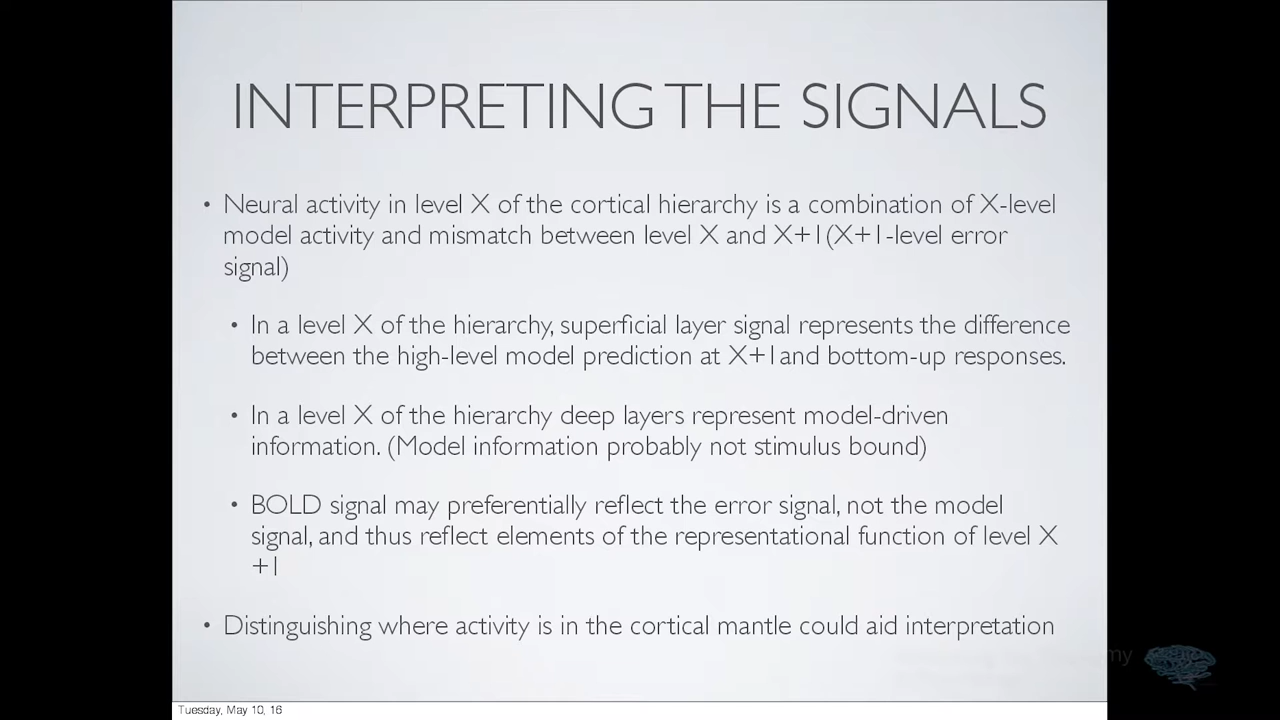 INTERPRETING THE SIGNALS
• Neural activity in level X of the cortical hierarchy is a combination of X-level
model activity and mismatch between level X and X+1(X+1-level error
signal)
• In a level X of the hierarchy, superficial layer signal represents the difference
between the high-level model prediction at X+1and bottom-up responses.
• In a level X of the hierarchy deep layers represent model-driven
information. (Model information probably not stimulus bound)
• BOLD signal may preferentially reflect the error signal, not the model
signal, and thus reflect elements of the representational function of level X
+1
• Distinguishing where activity is in the cortical mantle could aid interpretation
my
Tuesday, May 10, 16